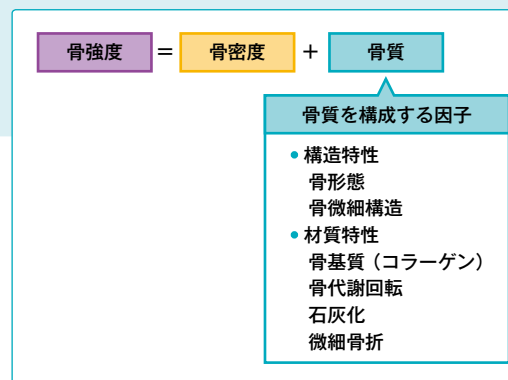 骨強度 = 骨密度 + 骨質
骨質を構成する因子
• 構造特性
骨形態
骨微細構造
• 材質特性
骨基質（コラーゲン）
骨代謝回転
石灰化
微細骨折